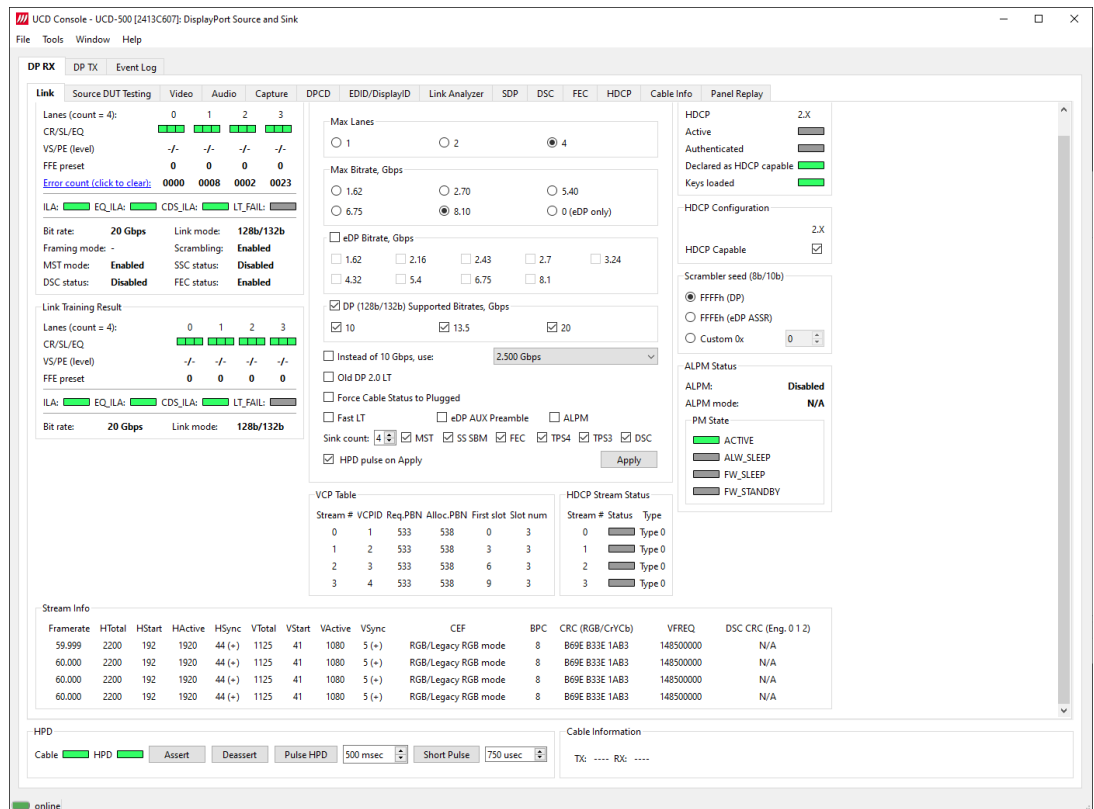 UCD Console - UCD-500 [2413C607]: DisplayPort Source and Sink
File Tools Window Help
DP RX DP TX Event Log
Link Source DUT Testing Video Audio Capture DPCD EDID/DisplayID Link Analyzer SDP DSC FEC HDCP Cable Info Panel Replay
Lanes (count = 4): 0 1 2 3
CR/SL/EQ
VS/PE (level) -/- -/- -/- -/-
FFE preset 0 0 0 0
Error count (click to clear): 0000 0008 0002 0023
ILA: EQ_ILA: CDS_ILA: LT_FAIL:
Bit rate: 20 Gbps Link mode: 128b/132b
Framing mode: - Scrambling: Enabled
MST mode: Enabled SSC status: Disabled
DSC status: Disabled FEC status: Enabled
Link Training Result
Lanes (count = 4): 0 1 2 3
CR/SL/EQ
VS/PE (level) -/- -/- -/- -/-
FFE preset 0 0 0 0
ILA: EQ_ILA: CDS_ILA: LT_FAIL:
Bit rate: 20 Gbps Link mode: 128b/132b
Max Lanes
1 2 4
Max Bitrate, Gbps
1.62 2.70 5.40
6.75 8.10 0 (eDP only)
eDP Bitrate, Gbps
1.62 2.16 2.43 2.7 3.24
4.32 5.4 6.75 8.1
DP (128b/132b) Supported Bitrates, Gbps
10 13.5 20
Instead of 10 Gbps, use: 2.500 Gbps
Old DP 2.0 LT
Force Cable Status to Plugged
Fast LT eDP AUX Preamble ALPM
Sink count: 4 MST SS SBM FEC TPS4 TPS3 DSC
HPD pulse on Apply Apply
HDCP 2.X
Active
Authenticated
Declared as HDCP capable
Keys loaded
HDCP Configuration
2.X
HDCP Capable
Scrambler seed (8b/10b)
FFFFh (DP)
FFFEh (eDP ASSR)
Custom 0x 0
ALPM Status
ALPM: Disabled
ALPM mode: N/A
PM State
ACTIVE
ALW_SLEEP
FW_SLEEP
FW_STANDBY
VCP Table
Stream # VCPID Req.PBN Alloc.PBN First slot Slot num
0 1 533 538 0 3
1 2 533 538 3 3
2 3 533 538 6 3
3 4 533 538 9 3
HDCP Stream Status
Stream # Status Type
0 Type 0
1 Type 0
2 Type 0
3 Type 0
Stream Info
Framerate HTotal HStart HActive HSync VTotal VStart VActive VSync CEF BPC CRC (RGB/CrYCb) VFREQ DSC CRC (Eng. 0 1 2)
59.999 2200 192 1920 44 (+) 1125 41 1080 5 (+) RGB/Legacy RGB mode 8 B69E B33E 1AB3 148500000 N/A
60.000 2200 192 1920 44 (+) 1125 41 1080 5 (+) RGB/Legacy RGB mode 8 B69E B33E 1AB3 148500000 N/A
60.000 2200 192 1920 44 (+) 1125 41 1080 5 (+) RGB/Legacy RGB mode 8 B69E B33E 1AB3 148500000 N/A
60.000 2200 192 1920 44 (+) 1125 41 1080 5 (+) RGB/Legacy RGB mode 8 B69E B33E 1AB3 148500000 N/A
HPD
Cable HPD Assert Deassert Pulse HPD 500 msec Short Pulse 750 usec
Cable Information
TX: ---- RX: ----
online